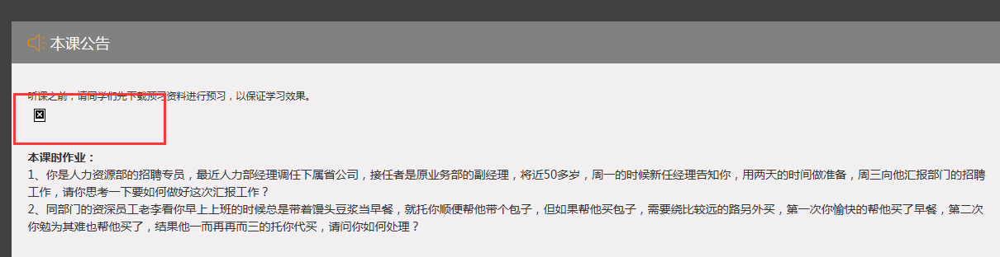 本课公告
听课之前，请同学们先下载预习资料进行预习，以保证学习效果。
本课时作业：
1、你是人力资源部的招聘专员，最近人力部经理调任下属省公司，接任者是原业务部的副经理，将近50多岁，周一的时候新任经理告知你，用两天的时间做准备，周三向他汇报部门的招聘
工作，请你思考一下要如何做好这次汇报工作？
2、同部门的资深员工老李看你早上上班的时候总是带着馒头豆浆当早餐，就托你顺便帮他带个包子，但如果帮他买包子，需要绕比较远的路另外买，第一次你愉快的帮他买了早餐，第二次
你勉为其难也帮他买了，结果他一而再再而三的托你代买，请问你如何处理？